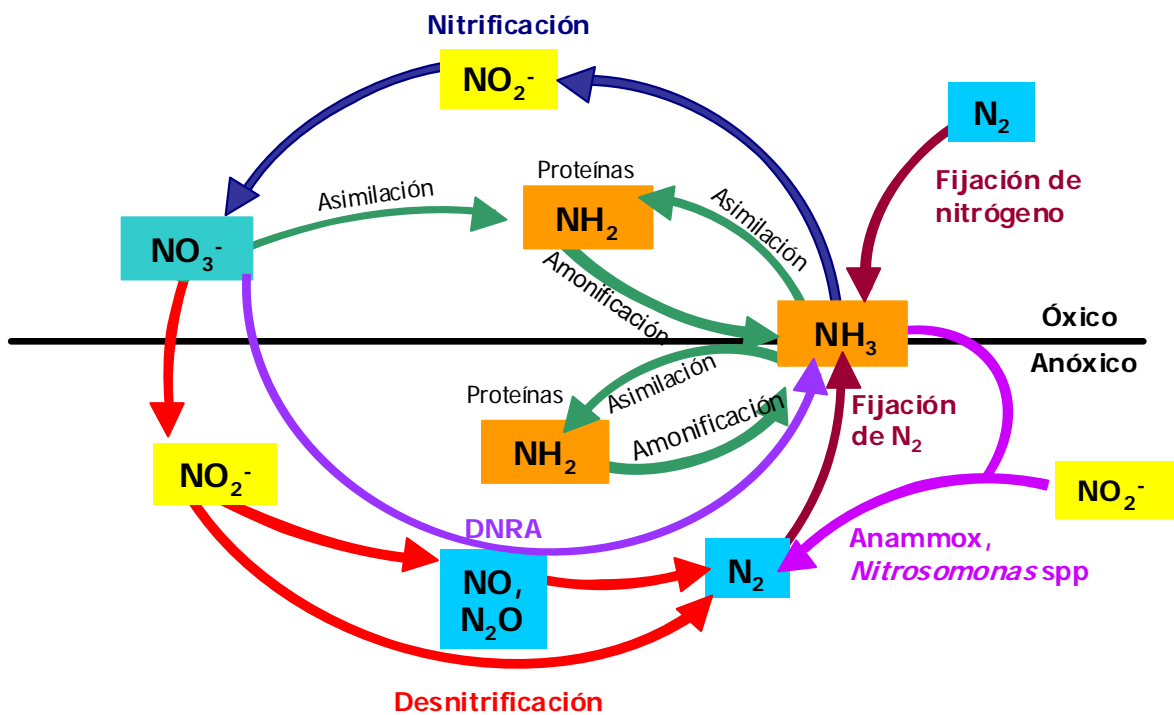 Nitrificación
NO₂⁻
N₂
Proteínas
Asimilación
NH₂
Asimilación
Fijación de
nitrógeno
NO₃⁻
Amonificación
NH₃
Óxico
Anóxico
Proteínas
Asimilación
NH₂
Amonificación
Fijación
de N₂
NO₂⁻
NO₂⁻
DNRA
NO,
N₂O
N₂
Anammox,
Nitrosomonas spp
Desnitrificación